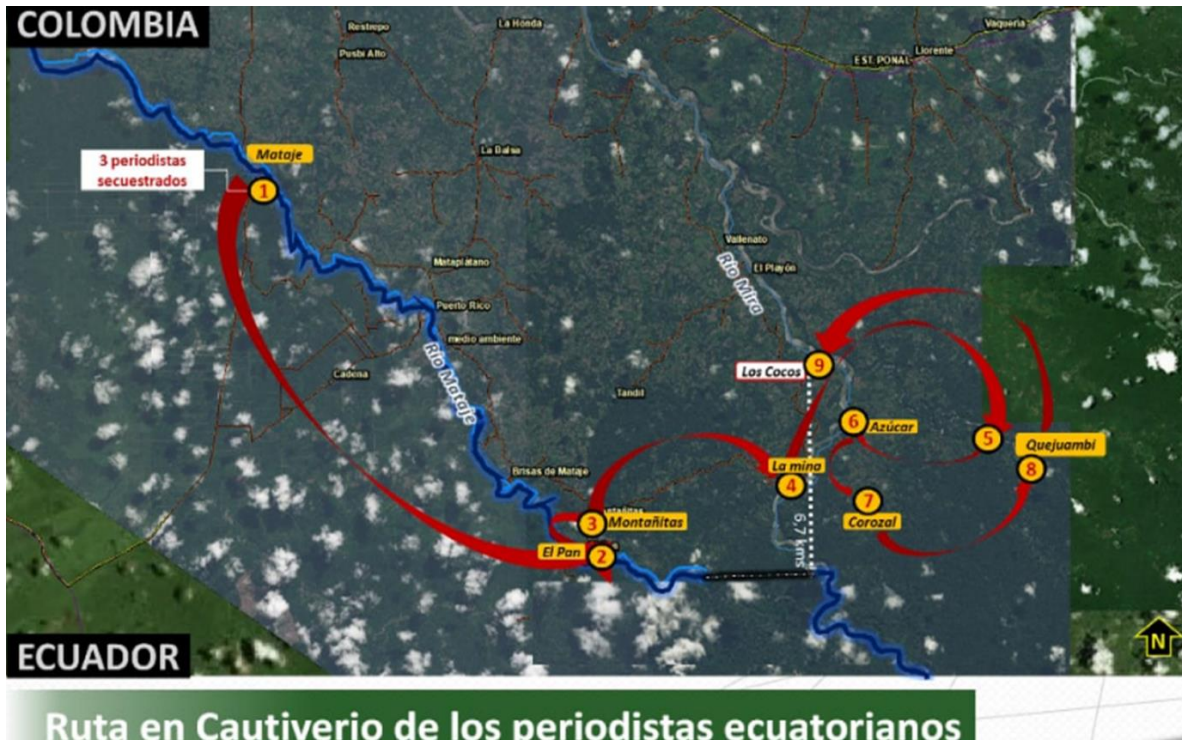 COLOMBIA
Restrepo
La Honda
Vaquería
Pusbí Alto
Llorente
EST. PONAL
3 periodistas
secuestrados
Mataje
1
La Balsa
Vallenato
Río Mira
El Playón
Mataplátano
Puerto Rico
medio ambiente
Río Mataje
Cadena
Tandil
Los Cocos
9
6
Azúcar
5
Quejuambi
8
La mina
4
Brisas de Mataje
7
Corozal
3
Montañitas
6,7 kms
El Pan
2
N
ECUADOR
Ruta en Cautiverio de los periodistas ecuatorianos